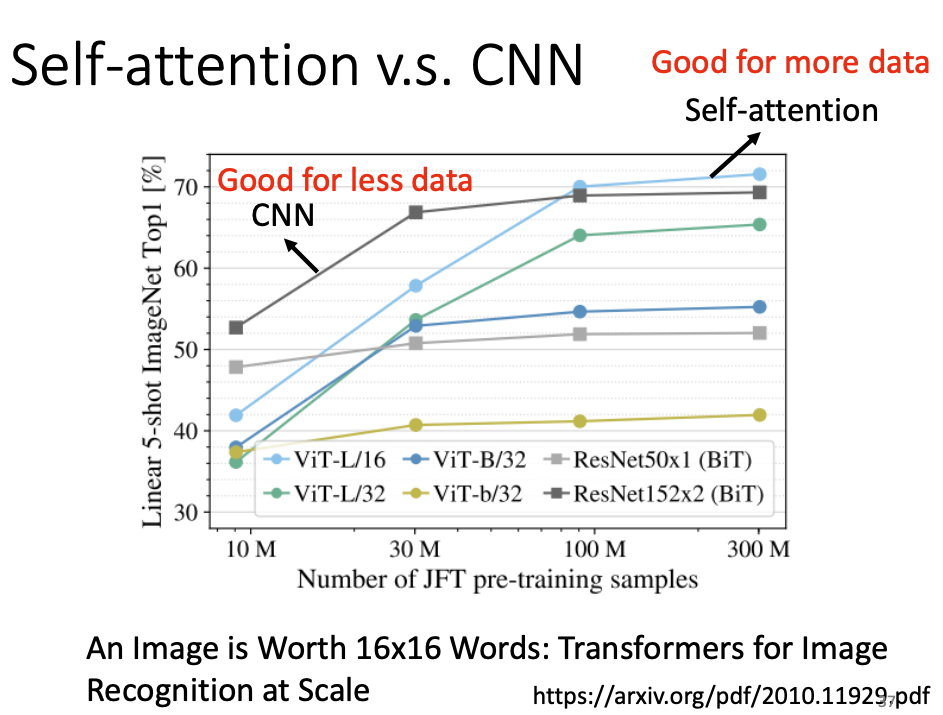 Self-attention v.s. CNN
Good for more data
Self-attention
Good for less data
CNN
Linear 5-shot ImageNet Top1 [%]
70
60
50
40
30
ViT-L/16 ViT-B/32 ResNet50x1 (BiT)
ViT-L/32 ViT-b/32 ResNet152x2 (BiT)
10 M 30 M 100 M 300 M
Number of JFT pre-training samples
An Image is Worth 16x16 Words: Transformers for Image
Recognition at Scale
https://arxiv.org/pdf/2010.11929.pdf
37